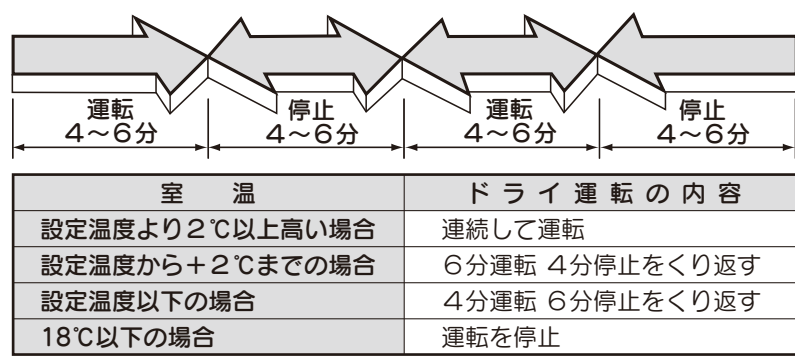 運転 停止 運転 停止
4～6分 4～6分 4～6分 4～6分
室 温 ドライ運転の内容
設定温度より2℃以上高い場合 連続して運転
設定温度から＋2℃までの場合 6分運転 4分停止をくり返す
設定温度以下の場合 4分運転 6分停止をくり返す
18℃以下の場合 運転を停止